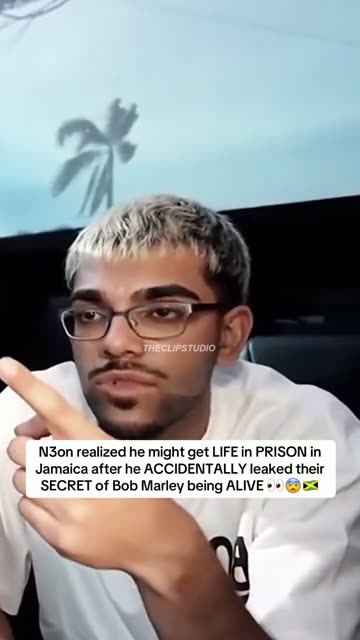 THECLIPSTUDIO
N3on realized he might get LIFE in PRISON in
Jamaica after he ACCIDENTALLY leaked their
SECRET of Bob Marley being ALIVE 👀😨🇯🇲